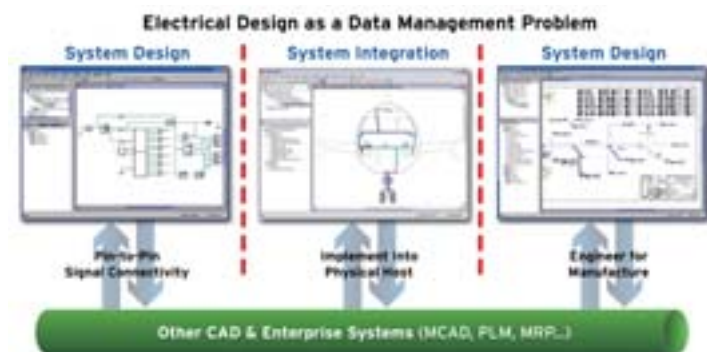 Electrical Design as a Data Management Problem
System Design
System Integration
System Design
Pin-to-Pin
Signal Connectivity
Implement Into
Physical Host
Engineer for
Manufacture
Other CAD & Enterprise Systems (MCAD, PLM, MRP...)